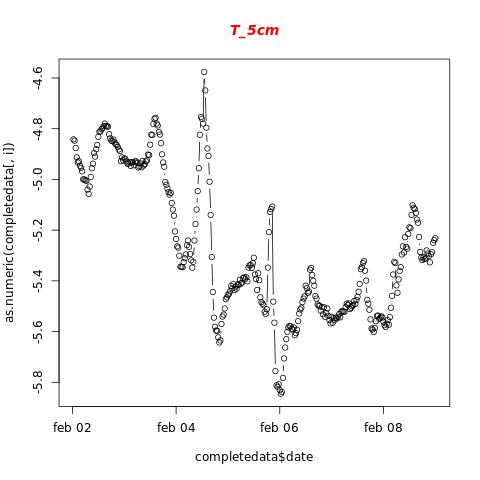 T_5cm
as.numeric(completedata[, i])
-4.6
-4.8
-5.0
-5.2
-5.4
-5.6
-5.8
feb 02
feb 04
feb 06
feb 08
completedata$date